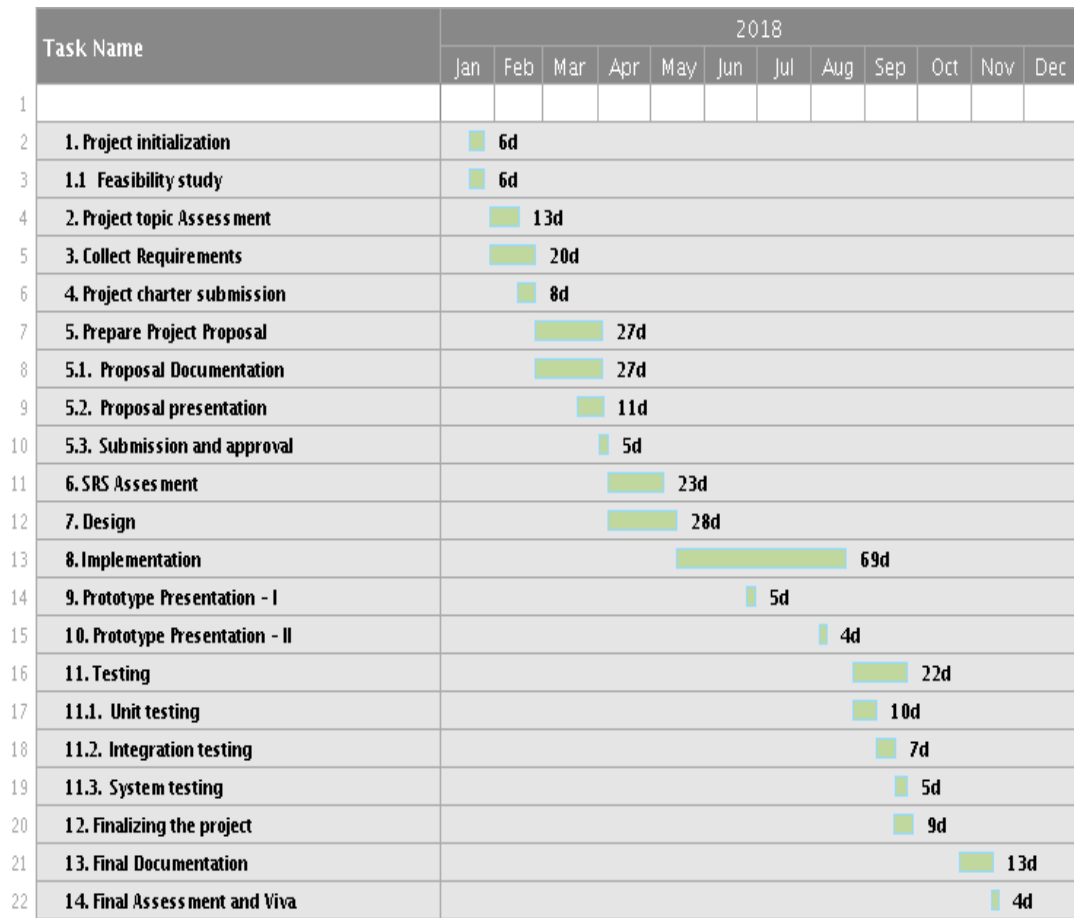 Task Name
2018
Jan Feb Mar Apr May Jun Jul Aug Sep Oct Nov Dec
1
2 1. Project initialization 6d
3 1.1 Feasibility study 6d
4 2. Project topic Assessment 13d
5 3. Collect Requirements 20d
6 4. Project charter submission 8d
7 5. Prepare Project Proposal 27d
8 5.1. Proposal Documentation 27d
9 5.2. Proposal presentation 11d
10 5.3. Submission and approval 5d
11 6. SRS Assesment 23d
12 7. Design 28d
13 8. Implementation 69d
14 9. Prototype Presentation - I 5d
15 10. Prototype Presentation - II 4d
16 11. Testing 22d
17 11.1. Unit testing 10d
18 11.2. Integration testing 7d
19 11.3. System testing 5d
20 12. Finalizing the project 9d
21 13. Final Documentation 13d
22 14. Final Assessment and Viva 4d